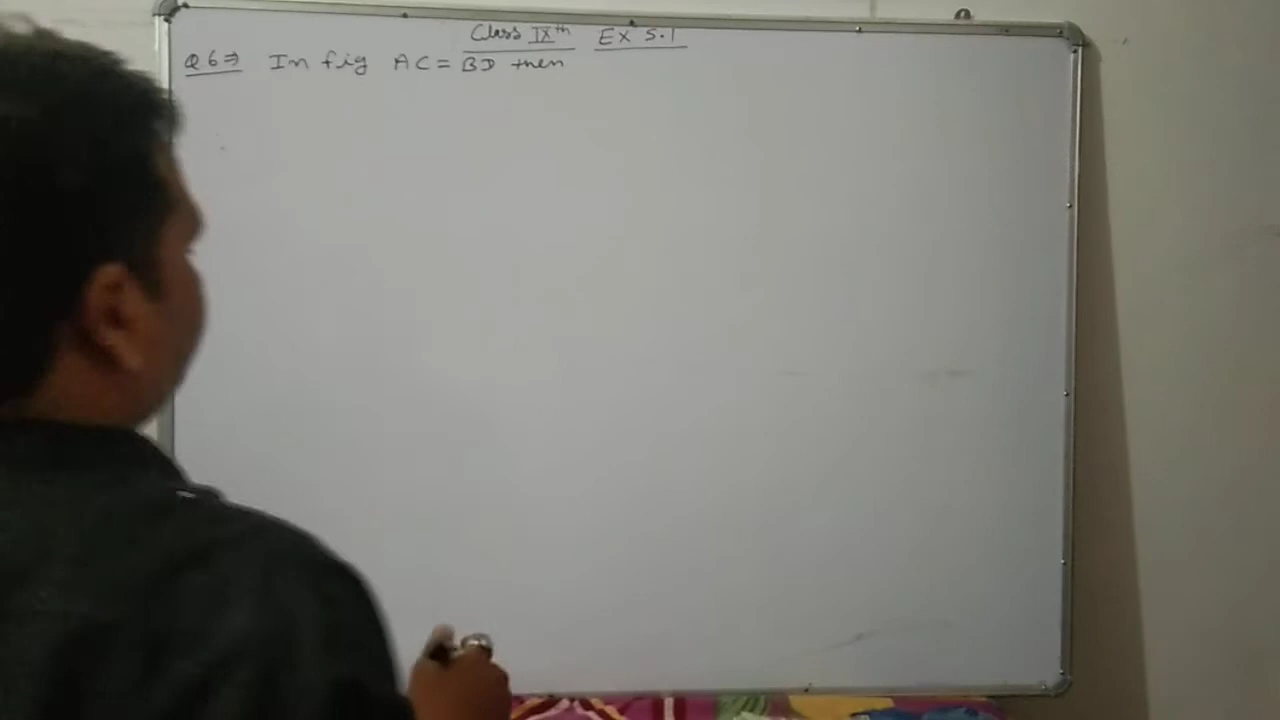 Class IXth Ex 5.1
Q6⇒ In fig AC = BD then